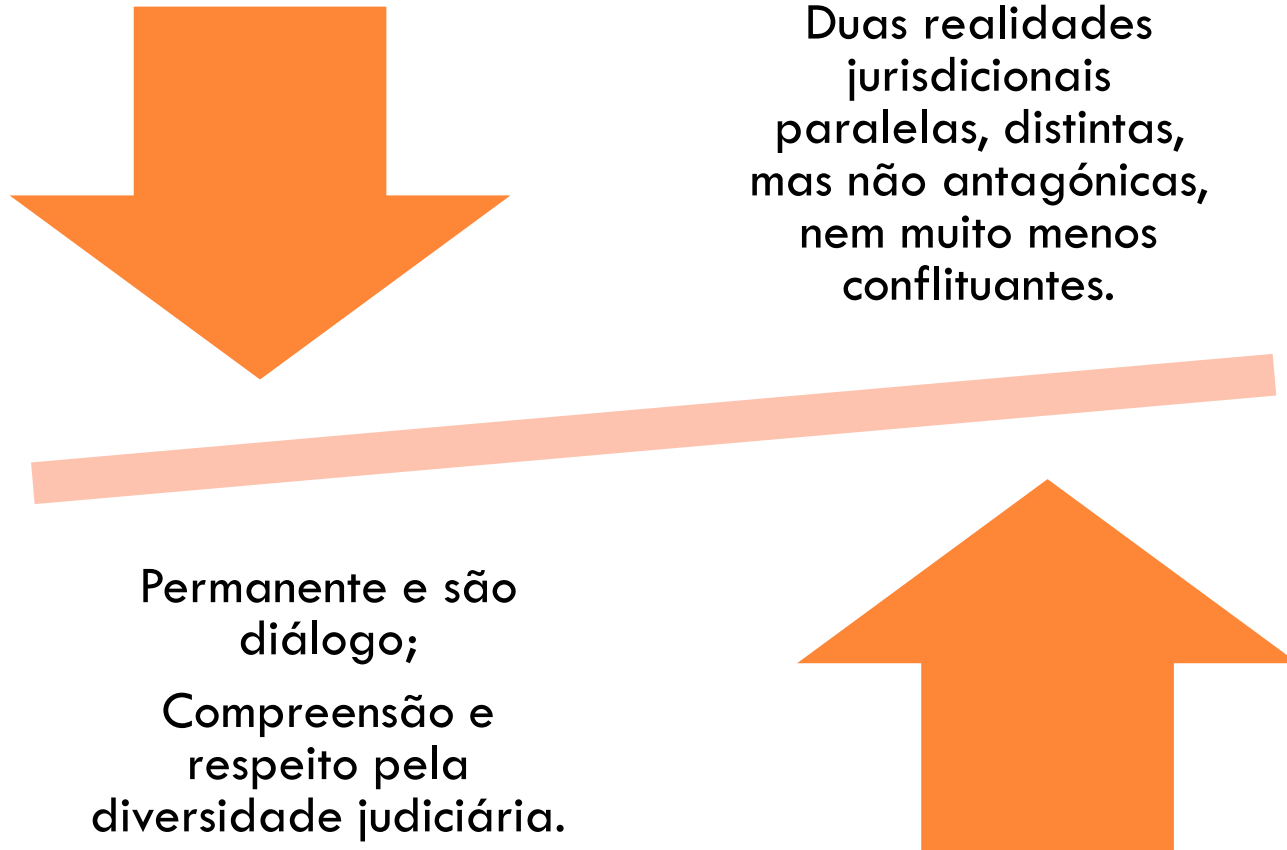 Duas realidades
jurisdicionais
paralelas, distintas,
mas não antagónicas,
nem muito menos
conflituantes.
Permanente e são
diálogo;
Compreensão e
respeito pela
diversidade judiciária.